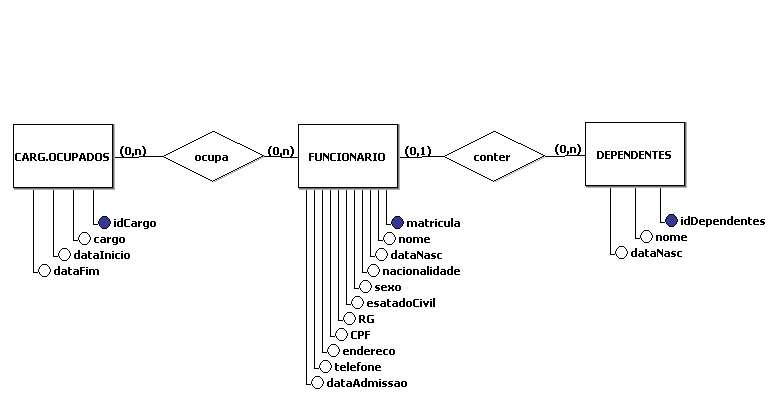 CARG.OCUPADOS
(0,n)
ocupa
(0,n)
FUNCIONARIO
(0,1)
conter
(0,n)
DEPENDENTES
idCargo
cargo
dataInicio
dataFim
matricula
nome
dataNasc
nacionalidade
sexo
esatadoCivil
RG
CPF
endereco
telefone
dataAdmissao
idDependentes
nome
dataNasc